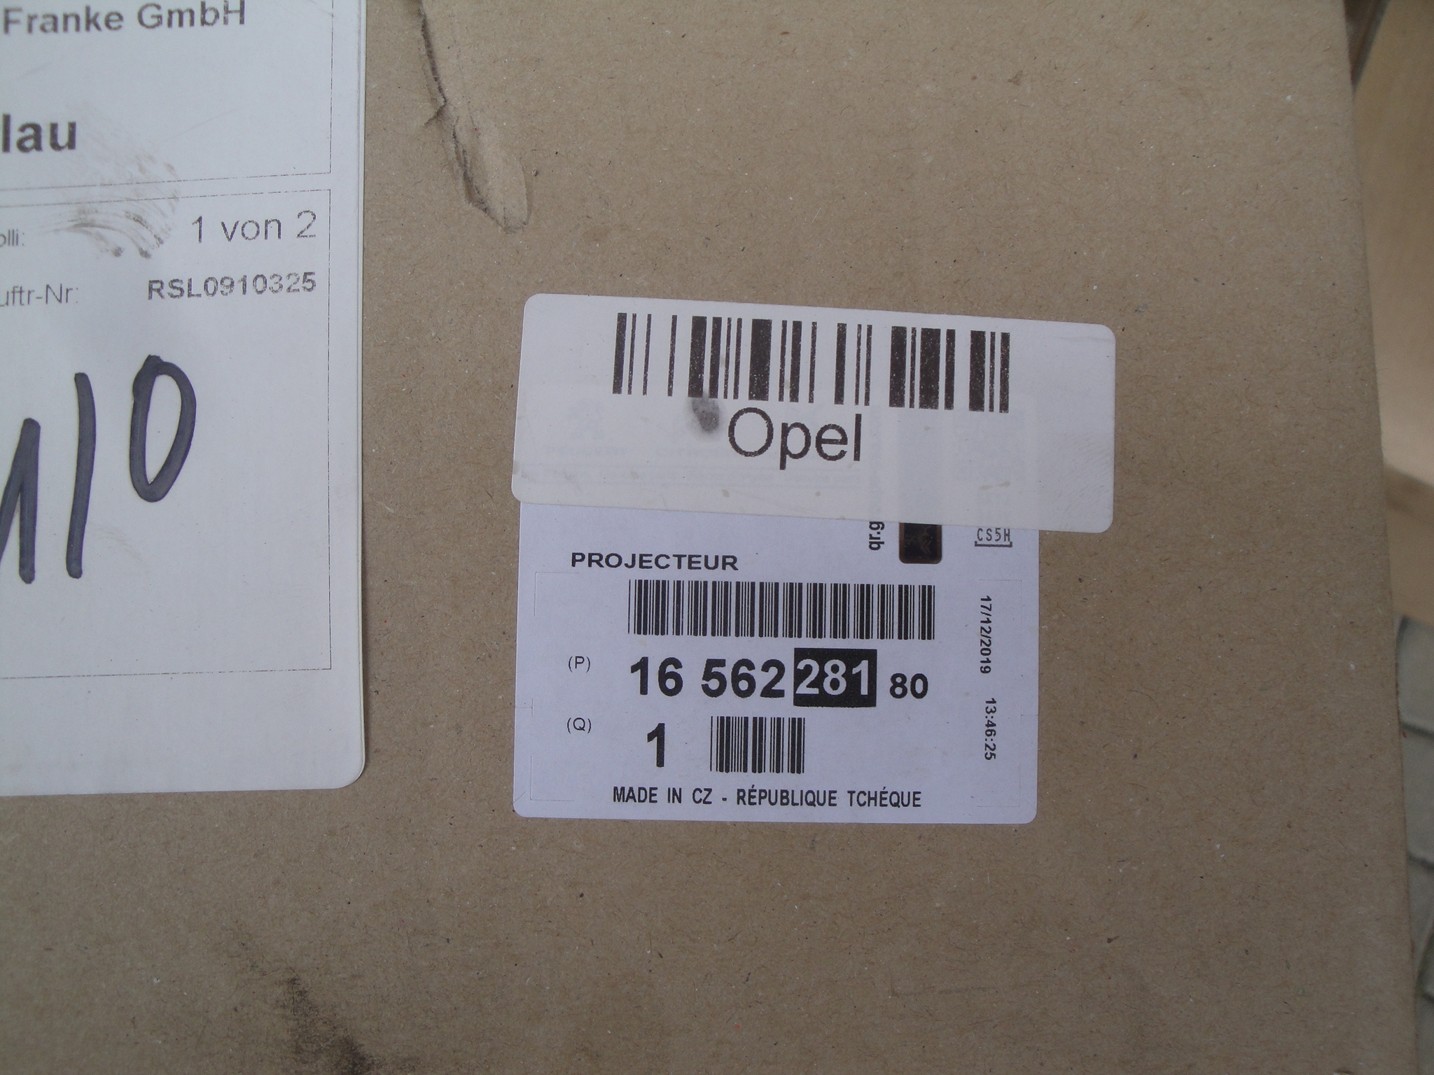 Franke GmbH
lau
olli: 1 von 2
uftr-Nr: RSL0910325
110
Opel
CS5H
PROJECTEUR
(P) 16 562 281 80
(Q) 1
MADE IN CZ - RÉPUBLIQUE TCHÉQUE
17/12/2019 13:46:25